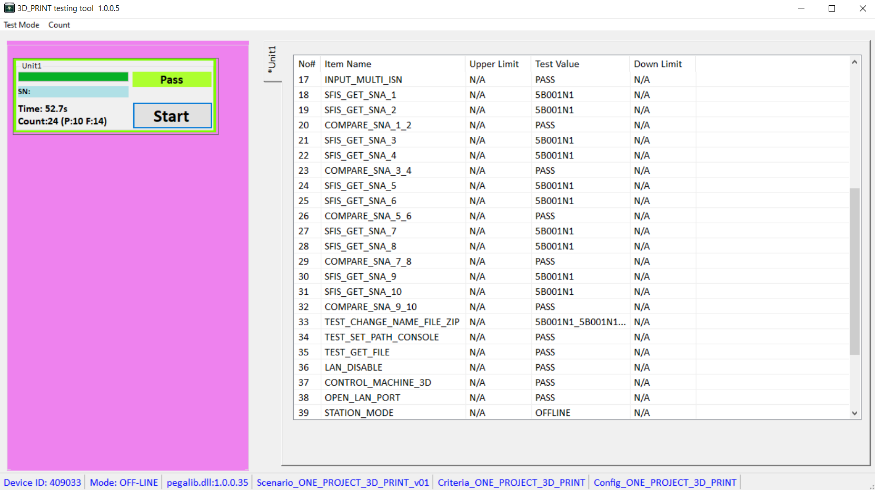 3D_PRINT testing tool 1.0.0.5
Test Mode Count
Unit1
Pass
SN:
Time: 52.7s
Count:24 (P:10 F:14)
Start
*Unit1
No# Item Name Upper Limit Test Value Down Limit
17 INPUT_MULTI_ISN N/A PASS N/A
18 SFIS_GET_SNA_1 N/A 5B001N1 N/A
19 SFIS_GET_SNA_2 N/A 5B001N1 N/A
20 COMPARE_SNA_1_2 N/A PASS N/A
21 SFIS_GET_SNA_3 N/A 5B001N1 N/A
22 SFIS_GET_SNA_4 N/A 5B001N1 N/A
23 COMPARE_SNA_3_4 N/A PASS N/A
24 SFIS_GET_SNA_5 N/A 5B001N1 N/A
25 SFIS_GET_SNA_6 N/A 5B001N1 N/A
26 COMPARE_SNA_5_6 N/A PASS N/A
27 SFIS_GET_SNA_7 N/A 5B001N1 N/A
28 SFIS_GET_SNA_8 N/A 5B001N1 N/A
29 COMPARE_SNA_7_8 N/A PASS N/A
30 SFIS_GET_SNA_9 N/A 5B001N1 N/A
31 SFIS_GET_SNA_10 N/A 5B001N1 N/A
32 COMPARE_SNA_9_10 N/A PASS N/A
33 TEST_CHANGE_NAME_FILE_ZIP N/A 5B001N1_5B001N1... N/A
34 TEST_SET_PATH_CONSOLE N/A PASS N/A
35 TEST_GET_FILE N/A PASS N/A
36 LAN_DISABLE N/A PASS N/A
37 CONTROL_MACHINE_3D N/A PASS N/A
38 OPEN_LAN_PORT N/A PASS N/A
39 STATION_MODE N/A OFFLINE N/A
Device ID: 409033 Mode: OFF-LINE pegalib.dll:1.0.0.35 Scenario_ONE_PROJECT_3D_PRINT_v01 Criteria_ONE_PROJECT_3D_PRINT Config_ONE_PROJECT_3D_PRINT